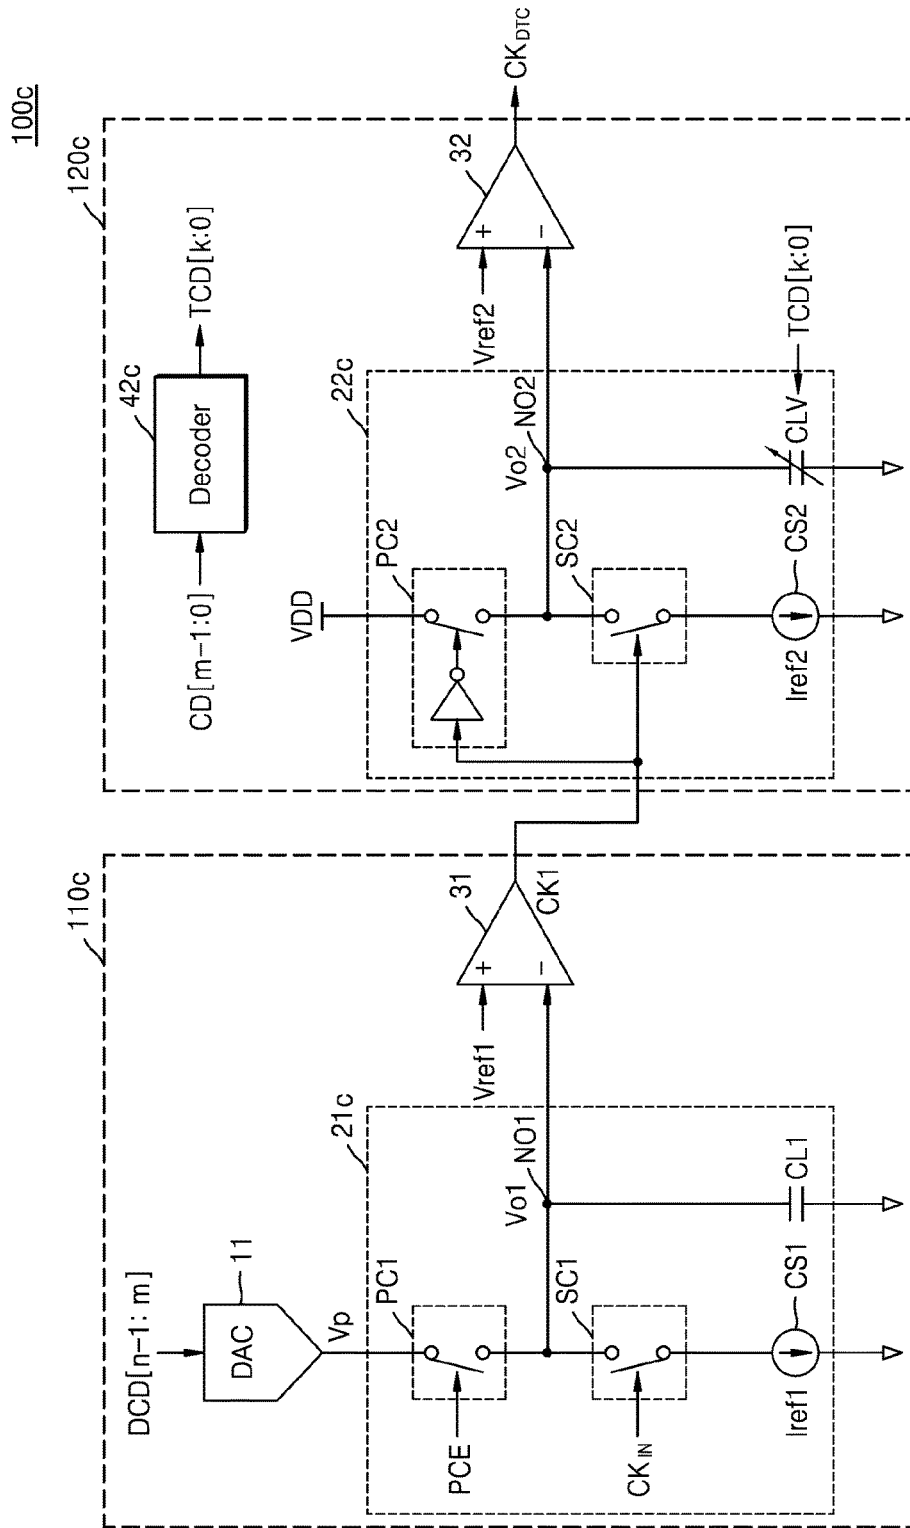 100c
110c
DCD[n-1: m]
11
DAC
Vp
21c
PC1
PCE
Vo1
NO1
SC1
CK_IN
Iref1
CS1
CL1
Vref1
31
+
-
CK1
120c
CD[m-1:0]
42c
Decoder
TCD[k:0]
VDD
22c
PC2
Vo2
NO2
SC2
Iref2
CS2
CLV
TCD[k:0]
Vref2
32
+
-
CK_DTC